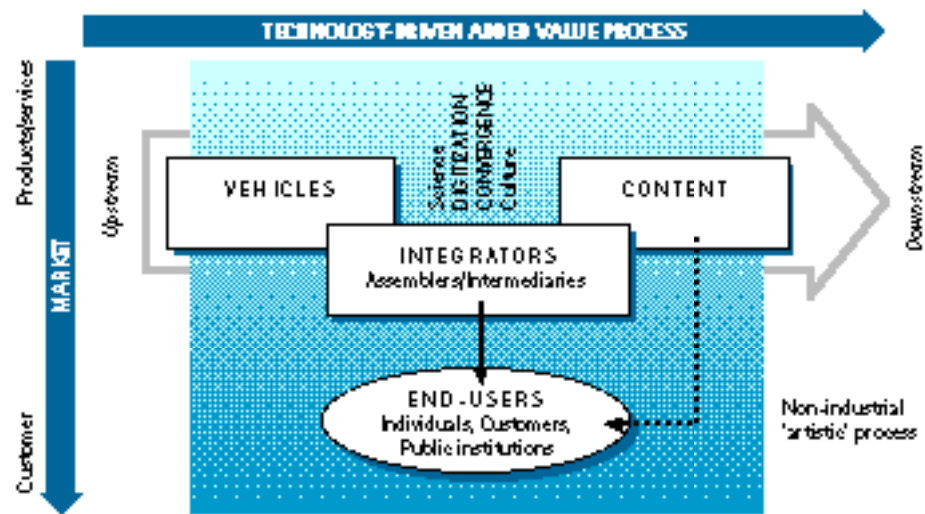 TECHNOLOGY-DRIVEN ADDED VALUE PROCESS
Products/services
Upstream
VEHICLES
Science
DIGITIZATION
CONVERGENCE
Culture
CONTENT
Downstream
INTEGRATORS
Assemblers/Intermediaries
MARKET
END-USERS
Individuals, Customers,
Public institutions
Non-industrial
'artistic' process
Customer